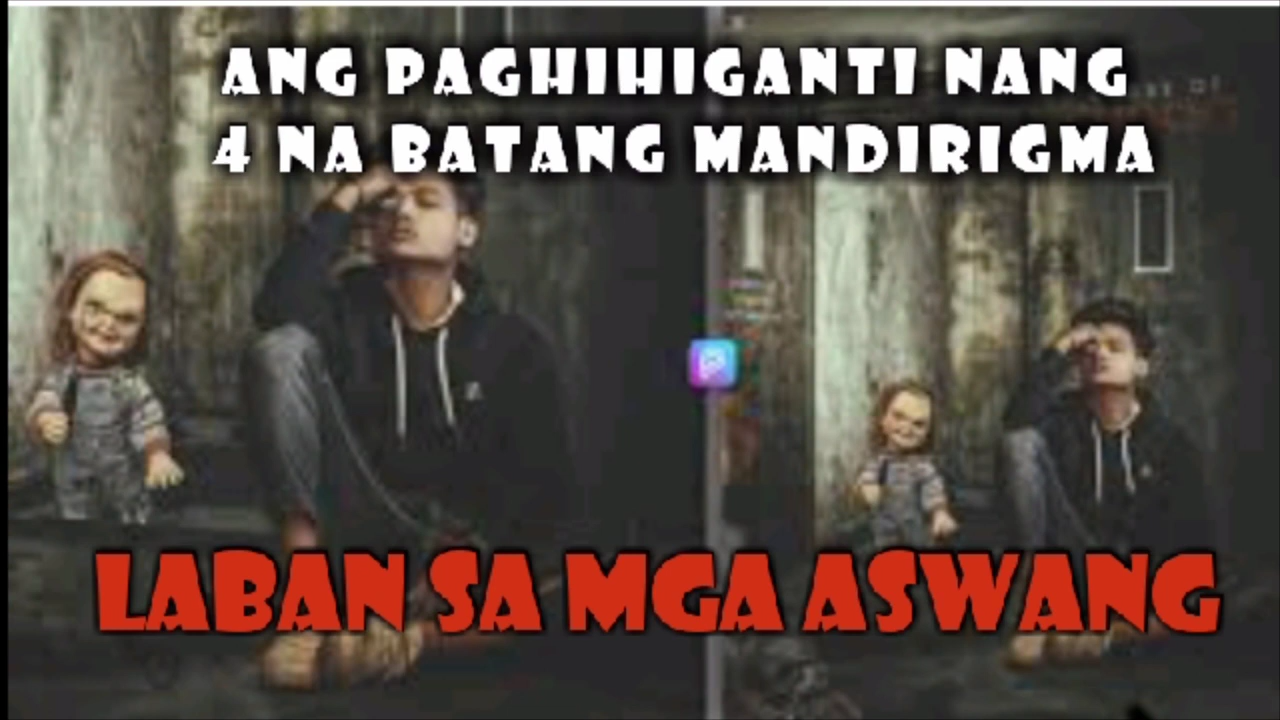 ANG PAGHIHIGANTI NANG
4 NA BATANG MANDIRIGMA
LABAN SA MGA ASWANG